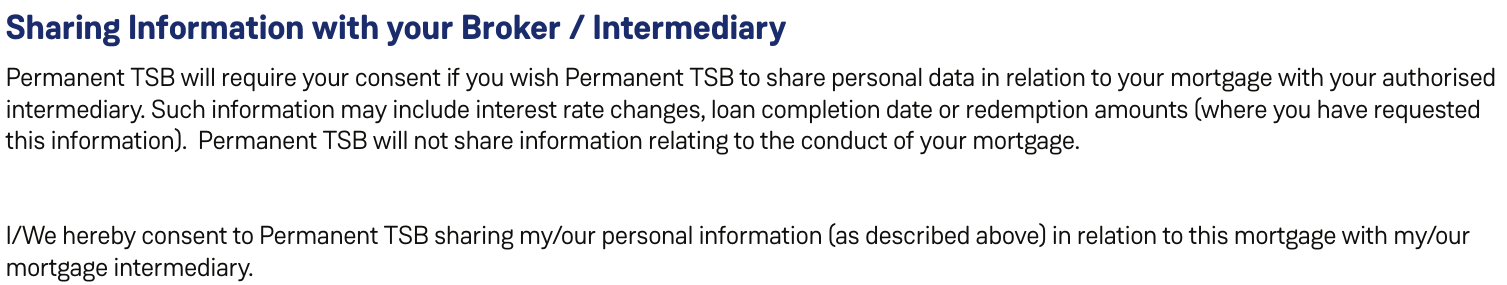 Sharing Information with your Broker / Intermediary
Permanent TSB will require your consent if you wish Permanent TSB to share personal data in relation to your mortgage with your authorised
intermediary. Such information may include interest rate changes, loan completion date or redemption amounts (where you have requested
this information).  Permanent TSB will not share information relating to the conduct of your mortgage.
I/We hereby consent to Permanent TSB sharing my/our personal information (as described above) in relation to this mortgage with my/our
mortgage intermediary.